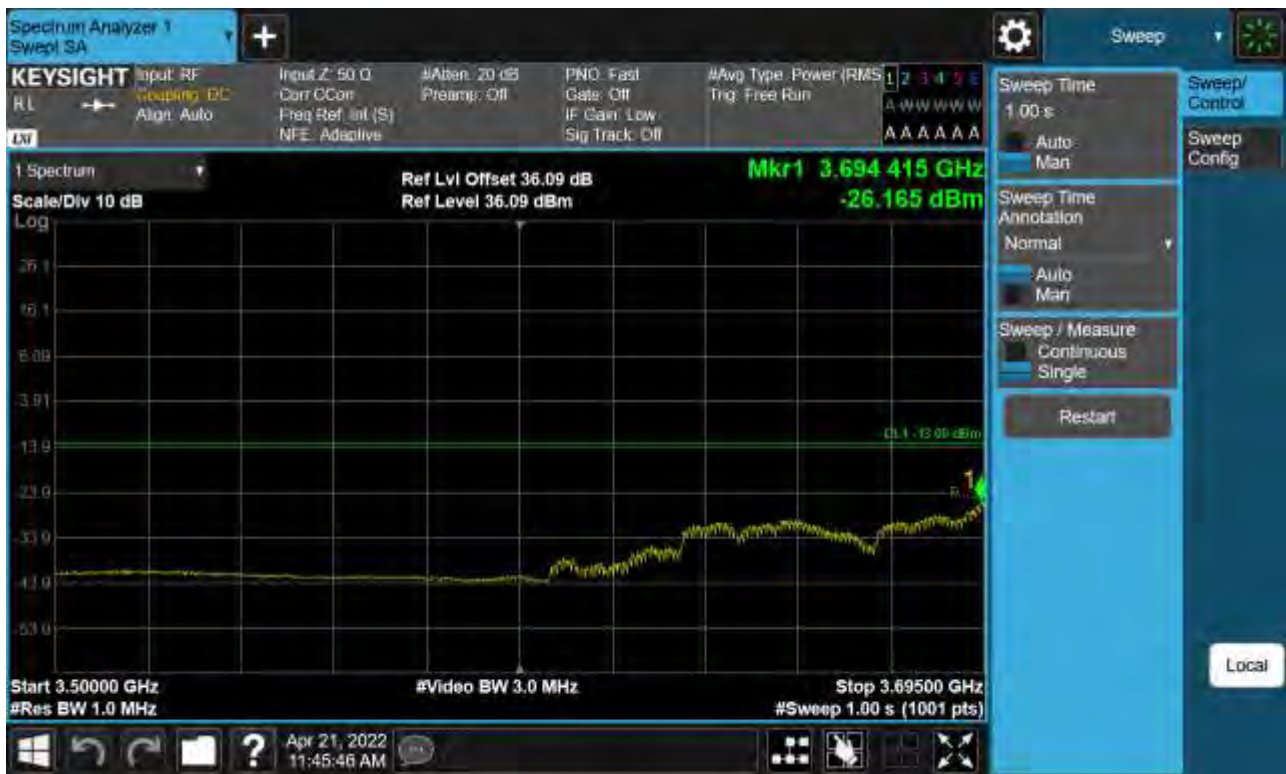 Spectrum Analyzer 1
Swept SA
+
Sweep
KEYSIGHT
Input: RF
Coupling: DC
Align: Auto
Input Z: 50 Ω
Corr CCorr
Freq Ref: Int (S)
NFE: Adaptive
#Atten: 20 dB
Preamp: Off
PNO: Fast
Gate: Off
IF Gain: Low
Sig Track: Off
#Avg Type: Power (RMS
Trig: Free Run
1 2 3 4 5 6
A W W W W W
A A A A A A
LXI
1 Spectrum
Scale/Div 10 dB
Log
Ref Lvl Offset 36.09 dB
Ref Level 36.09 dBm
Mkr1 3.694 415 GHz
-26.165 dBm
26.1
16.1
6.09
-3.91
-13.9
-23.9
-33.9
-43.9
-53.9
DL1 -13.00 dBm
1
Start 3.50000 GHz
#Res BW 1.0 MHz
#Video BW 3.0 MHz
Stop 3.69500 GHz
#Sweep 1.00 s (1001 pts)
Sweep Time
1.00 s
Auto
Man
Sweep Time
Annotation
Normal
Auto
Man
Sweep / Measure
Continuous
Single
Restart
Sweep/
Control
Sweep
Config
Local
?
Apr 21, 2022
11:45:46 AM